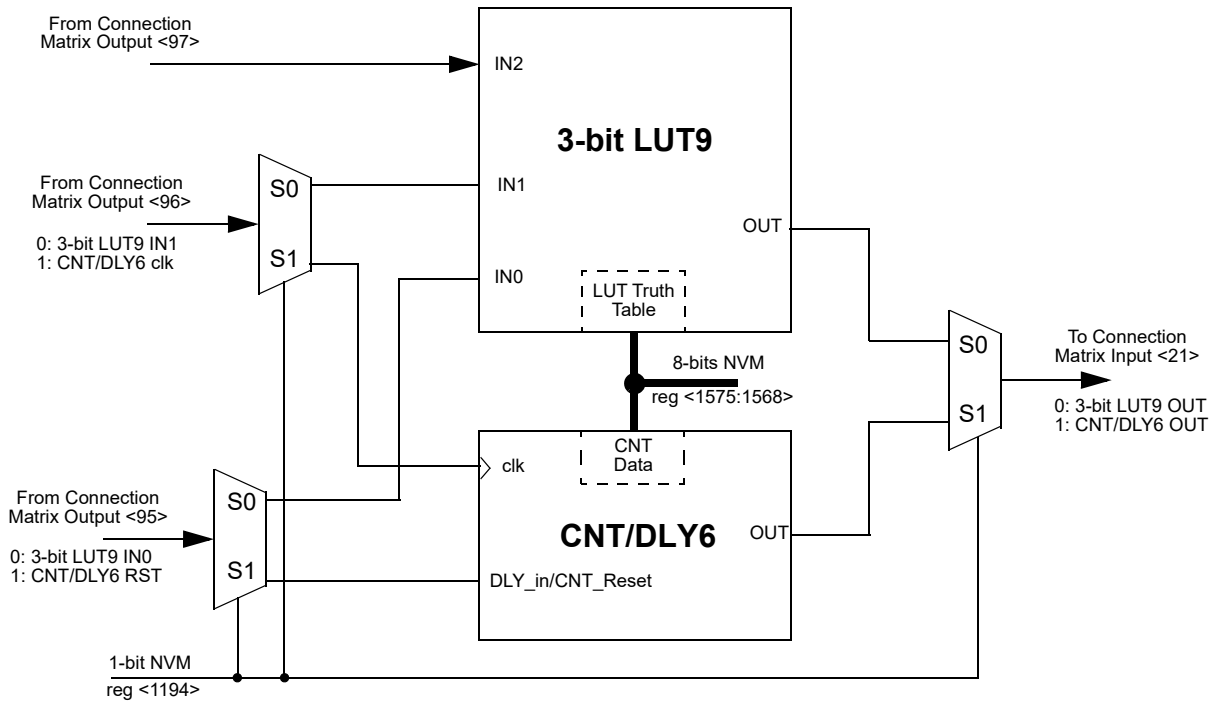 From Connection
Matrix Output <97>
IN2
3-bit LUT9
From Connection
Matrix Output <96>
0: 3-bit LUT9 IN1
1: CNT/DLY6 clk
S0
S1
IN1
IN0
OUT
LUT Truth
Table
8-bits NVM
reg <1575:1568>
S0
S1
To Connection
Matrix Input <21>
0: 3-bit LUT9 OUT
1: CNT/DLY6 OUT
CNT
Data
clk
CNT/DLY6
OUT
DLY_in/CNT_Reset
From Connection
Matrix Output <95>
0: 3-bit LUT9 IN0
1: CNT/DLY6 RST
S0
S1
1-bit NVM
reg <1194>